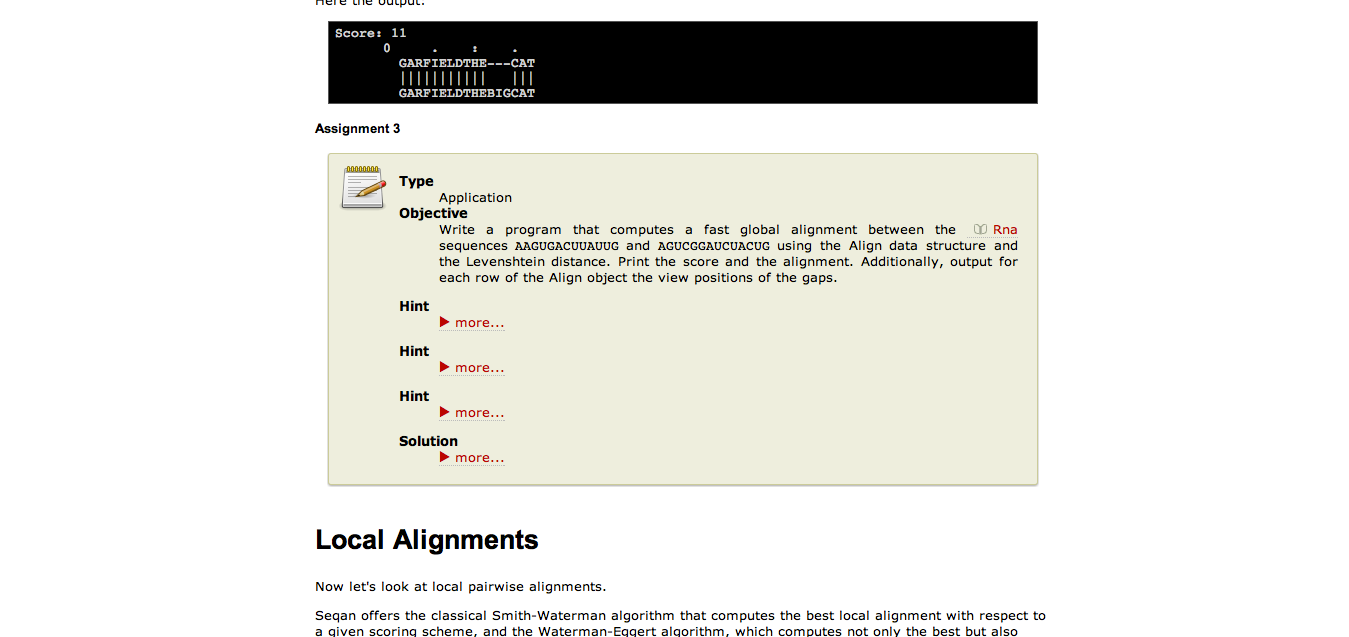 Here the output:
Score: 11
0     .    :    .
GARFIELDTHE---CAT
|||||||||||   |||
GARFIELDTHEBIGCAT
Assignment 3
Type
Application
Objective
Write a program that computes a fast global alignment between the Rna
sequences AAGUGACUUAUUG and AGUCGGAUCUACUG using the Align data structure and
the Levenshtein distance. Print the score and the alignment. Additionally, output for
each row of the Align object the view positions of the gaps.
Hint
more...
Hint
more...
Hint
more...
Solution
more...
Local Alignments
Now let's look at local pairwise alignments.
Seqan offers the classical Smith-Waterman algorithm that computes the best local alignment with respect to
a given scoring scheme, and the Waterman-Eggert algorithm, which computes not only the best but also